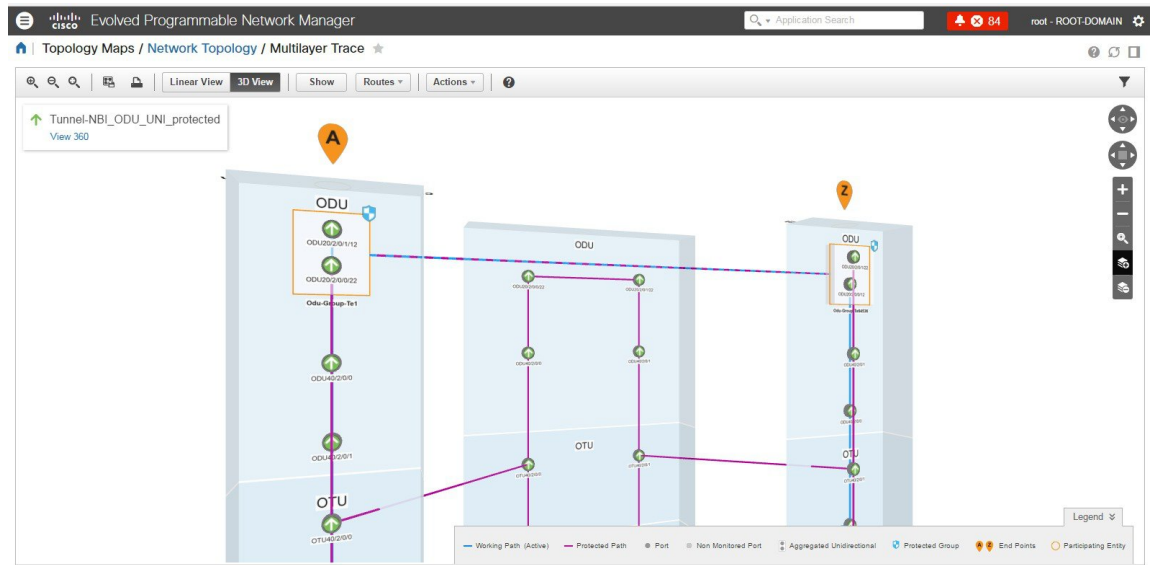 cisco Evolved Programmable Network Manager
Application Search
84
root - ROOT-DOMAIN
Topology Maps / Network Topology / Multilayer Trace
Linear View
3D View
Show
Routes
Actions
Tunnel-NBI_ODU_UNI_protected
View 360
A
Z
ODU
ODU20/2/0/1/12
ODU20/2/0/0/22
Odu-Group-Te1
ODU40/2/0/0
ODU40/2/0/1
OTU
OTU40/2/0/0
ODU
OTU
ODU
OTU
Legend
Working Path (Active)
Protected Path
Port
Non Monitored Port
Aggregated Unidirectional
Protected Group
A Z End Points
Participating Entity